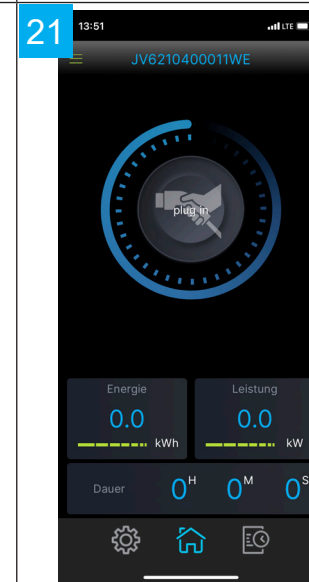 21
13:51
LTE
JV6210400011WE
plug in
Energie
Leistung
0.0
0.0
kWh
kW
Dauer 0H 0M 0S